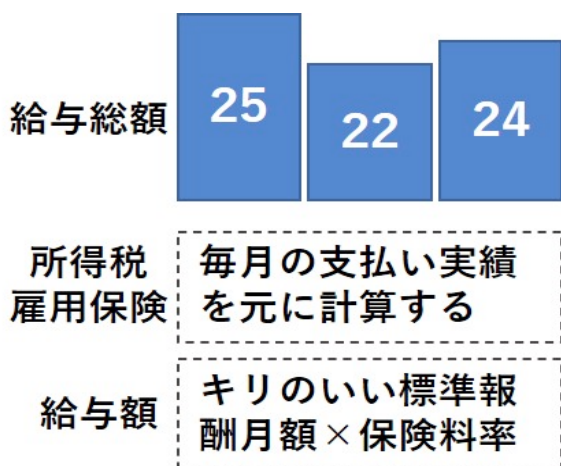 25
22
24
給与総額
所得税
雇用保険
毎月の支払い実績
を元に計算する
給与額
キリのいい標準報
酬月額×保険料率